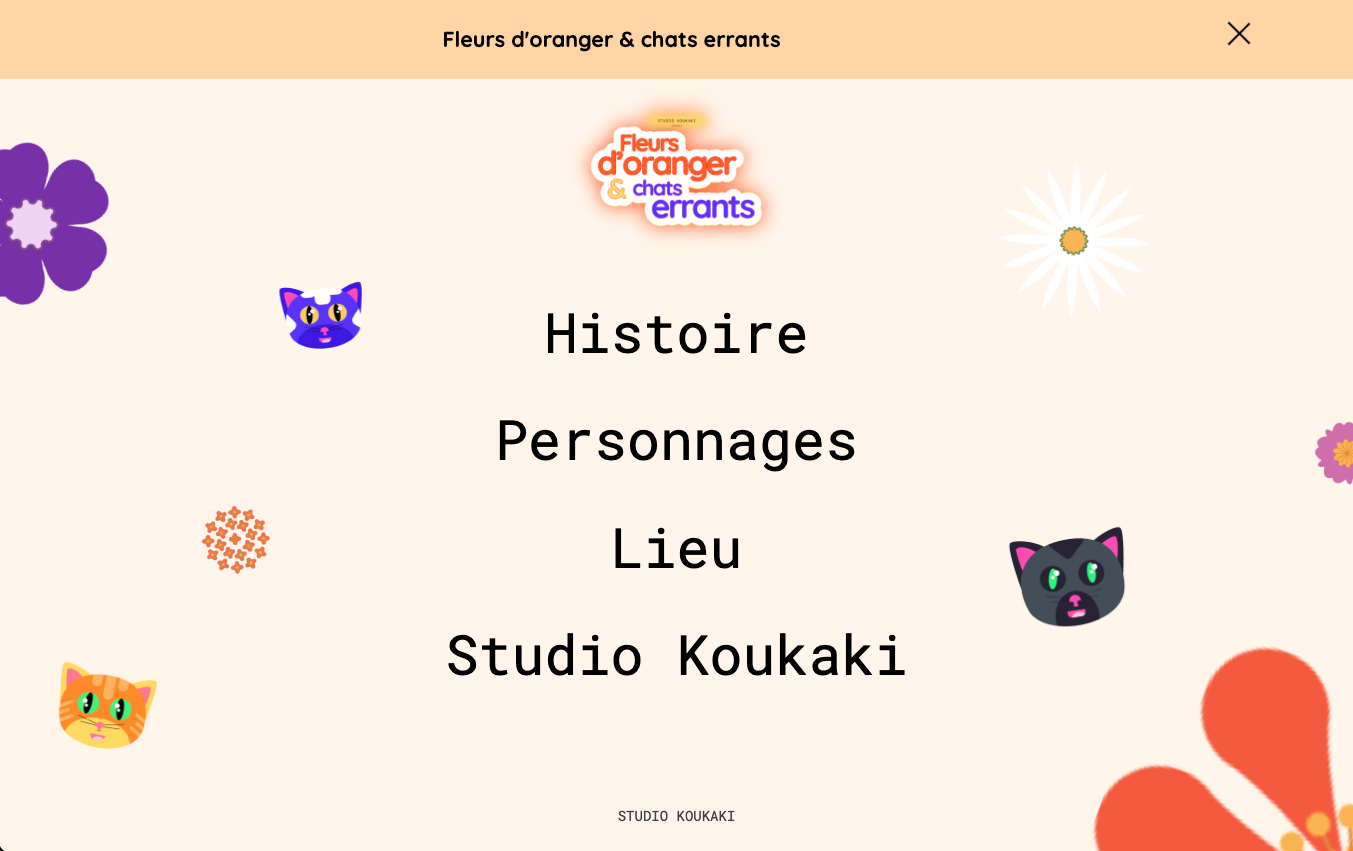 Fleurs d'oranger & chats errants
STUDIO KOUKAKI
Fleurs
d'oranger
& chats
errants
Histoire
Personnages
Lieu
Studio Koukaki
STUDIO KOUKAKI